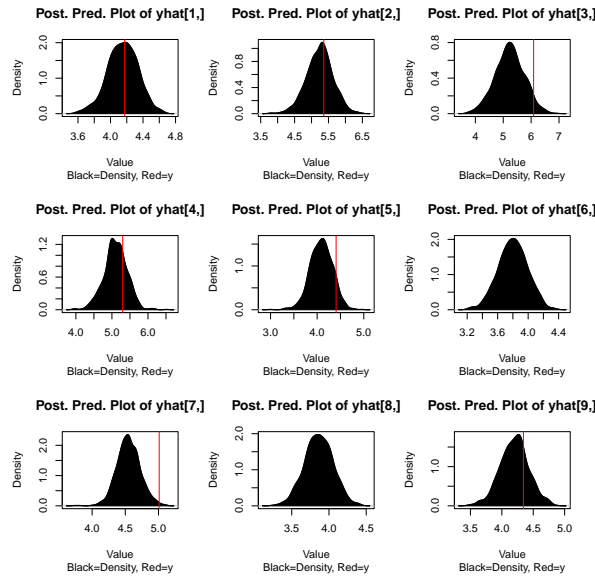 Post. Pred. Plot of yhat[1,]
Post. Pred. Plot of yhat[2,]
Post. Pred. Plot of yhat[3,]
Density
0.0 1.0 2.0
3.6 4.0 4.4 4.8
Value
Black=Density, Red=y
Density
0.0 0.4 0.8
3.5 4.5 5.5 6.5
Value
Black=Density, Red=y
Density
0.0 0.4 0.8
4 5 6 7
Value
Black=Density, Red=y
Post. Pred. Plot of yhat[4,]
Post. Pred. Plot of yhat[5,]
Post. Pred. Plot of yhat[6,]
Density
0.0 0.6 1.2
4.0 5.0 6.0
Value
Black=Density, Red=y
Density
0.0 1.0
3.0 4.0 5.0
Value
Black=Density, Red=y
Density
0.0 1.0 2.0
3.2 3.6 4.0 4.4
Value
Black=Density, Red=y
Post. Pred. Plot of yhat[7,]
Post. Pred. Plot of yhat[8,]
Post. Pred. Plot of yhat[9,]
Density
0.0 1.0 2.0
4.0 4.5 5.0
Value
Black=Density, Red=y
Density
0.0 1.0 2.0
3.5 4.0 4.5
Value
Black=Density, Red=y
Density
0.0 1.0
3.5 4.0 4.5 5.0
Value
Black=Density, Red=y